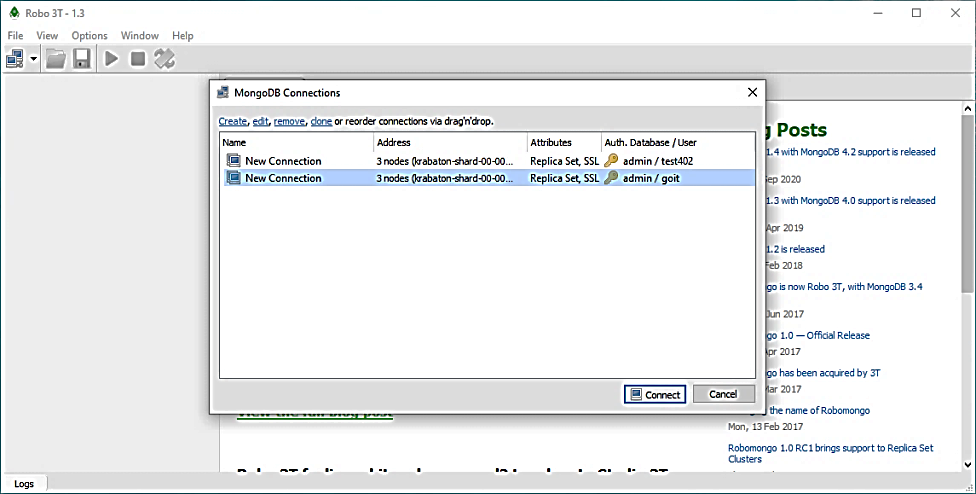 Robo 3T - 1.3
File View Options Window Help
MongoDB Connections
Create, edit, remove, clone or reorder connections via drag'n'drop.
Name Address Attributes Auth. Database / User
New Connection 3 nodes (krabaton-shard-00-00... Replica Set, SSL admin / test402
New Connection 3 nodes (krabaton-shard-00-00... Replica Set, SSL admin / goit
Connect Cancel
Posts
1.4 with MongoDB 4.2 support is released
Sep 2020
1.3 with MongoDB 4.0 support is released
Apr 2019
1.2 is released
Feb 2018
go is now Robo 3T, with MongoDB 3.4
Jun 2017
go 1.0 — Official Release
Apr 2017
go has been acquired by 3T
Mar 2017
the name of Robomongo
Mon, 13 Feb 2017
Robomongo 1.0 RC1 brings support to Replica Set
Clusters
View the full blog post
Logs